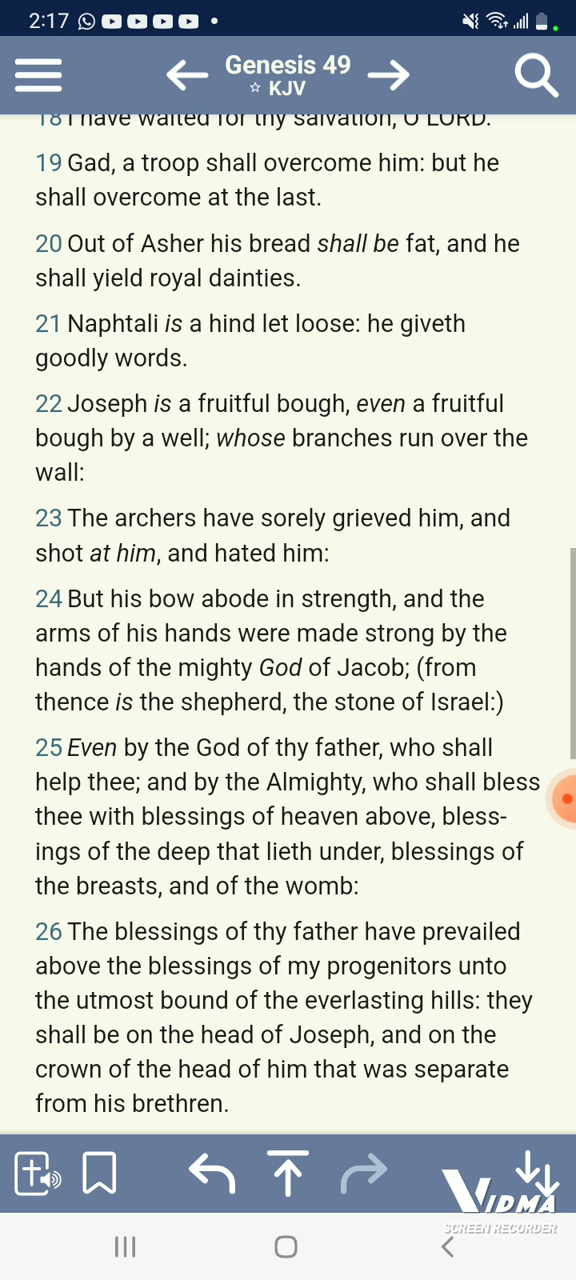 2:17
Genesis 49
☆ KJV
18 I have waited for thy salvation, O LORD.
19 Gad, a troop shall overcome him: but he
shall overcome at the last.
20 Out of Asher his bread shall be fat, and he
shall yield royal dainties.
21 Naphtali is a hind let loose: he giveth
goodly words.
22 Joseph is a fruitful bough, even a fruitful
bough by a well; whose branches run over the
wall:
23 The archers have sorely grieved him, and
shot at him, and hated him:
24 But his bow abode in strength, and the
arms of his hands were made strong by the
hands of the mighty God of Jacob; (from
thence is the shepherd, the stone of Israel:)
25 Even by the God of thy father, who shall
help thee; and by the Almighty, who shall bless
thee with blessings of heaven above, bless-
ings of the deep that lieth under, blessings of
the breasts, and of the womb:
26 The blessings of thy father have prevailed
above the blessings of my progenitors unto
the utmost bound of the everlasting hills: they
shall be on the head of Joseph, and on the
crown of the head of him that was separate
from his brethren.
VIDMA
SCREEN RECORDER